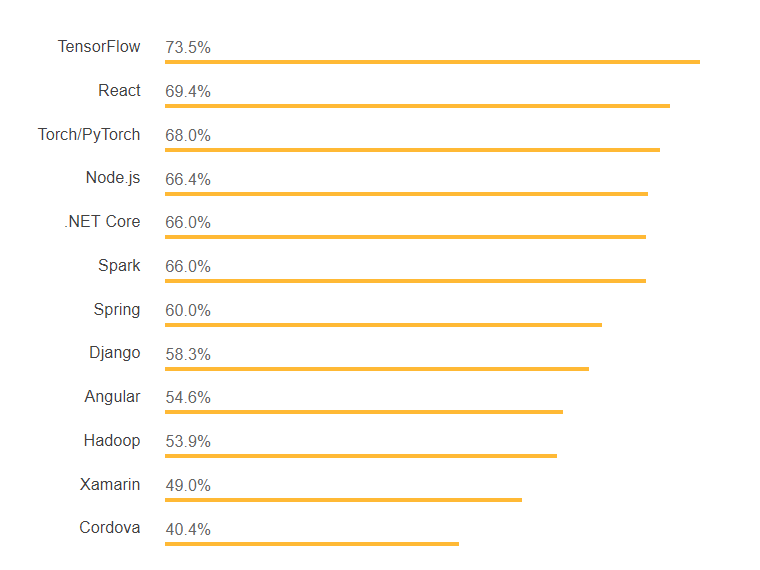 TensorFlow 73.5%
React 69.4%
Torch/PyTorch 68.0%
Node.js 66.4%
.NET Core 66.0%
Spark 66.0%
Spring 60.0%
Django 58.3%
Angular 54.6%
Hadoop 53.9%
Xamarin 49.0%
Cordova 40.4%